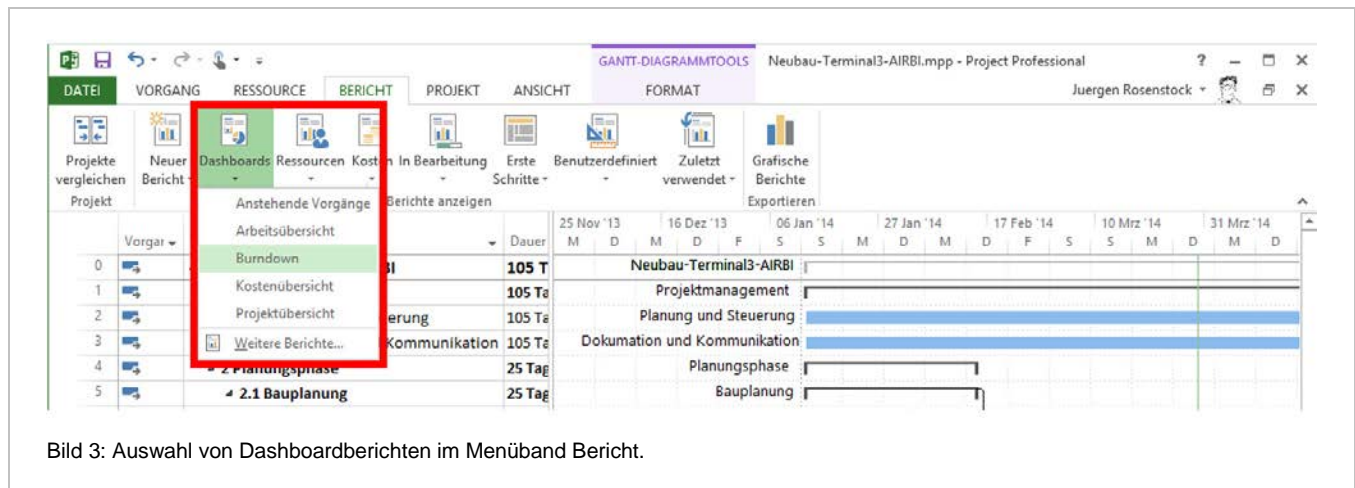 GANTT-DIAGRAMMTOOLS Neubau-Terminal3-AIRBI.mpp - Project Professional ?
DATEI VORGANG RESSOURCE BERICHT PROJEKT ANSICHT FORMAT Juergen Rosenstock
Projekte Neuer Dashboards Ressourcen Kosten In Bearbeitung Erste Benutzerdefiniert Zuletzt Grafische
vergleichen Bericht Schritte verwendet Berichte
Projekt Berichte anzeigen Exportieren
Anstehende Vorgänge
Arbeitsübersicht
Burndown
Kostenübersicht
Projektübersicht
Weitere Berichte...
25 Nov '13 16 Dez '13 06 Jan '14 27 Jan '14 17 Feb '14 10 Mrz '14 31 Mrz '14
Vorgar Dauer M D M D F S S M D M D F S S M D M D
0 BI 105 T Neubau-Terminal3-AIRBI
1 105 Ta Projektmanagement
2 erung 105 Ta Planung und Steuerung
3 Kommunikation 105 Ta Dokumation und Kommunikation
4 2 Planungsphase 25 Tag Planungsphase
5 2.1 Bauplanung 25 Tag Bauplanung
Bild 3: Auswahl von Dashboardberichten im Menüband Bericht.